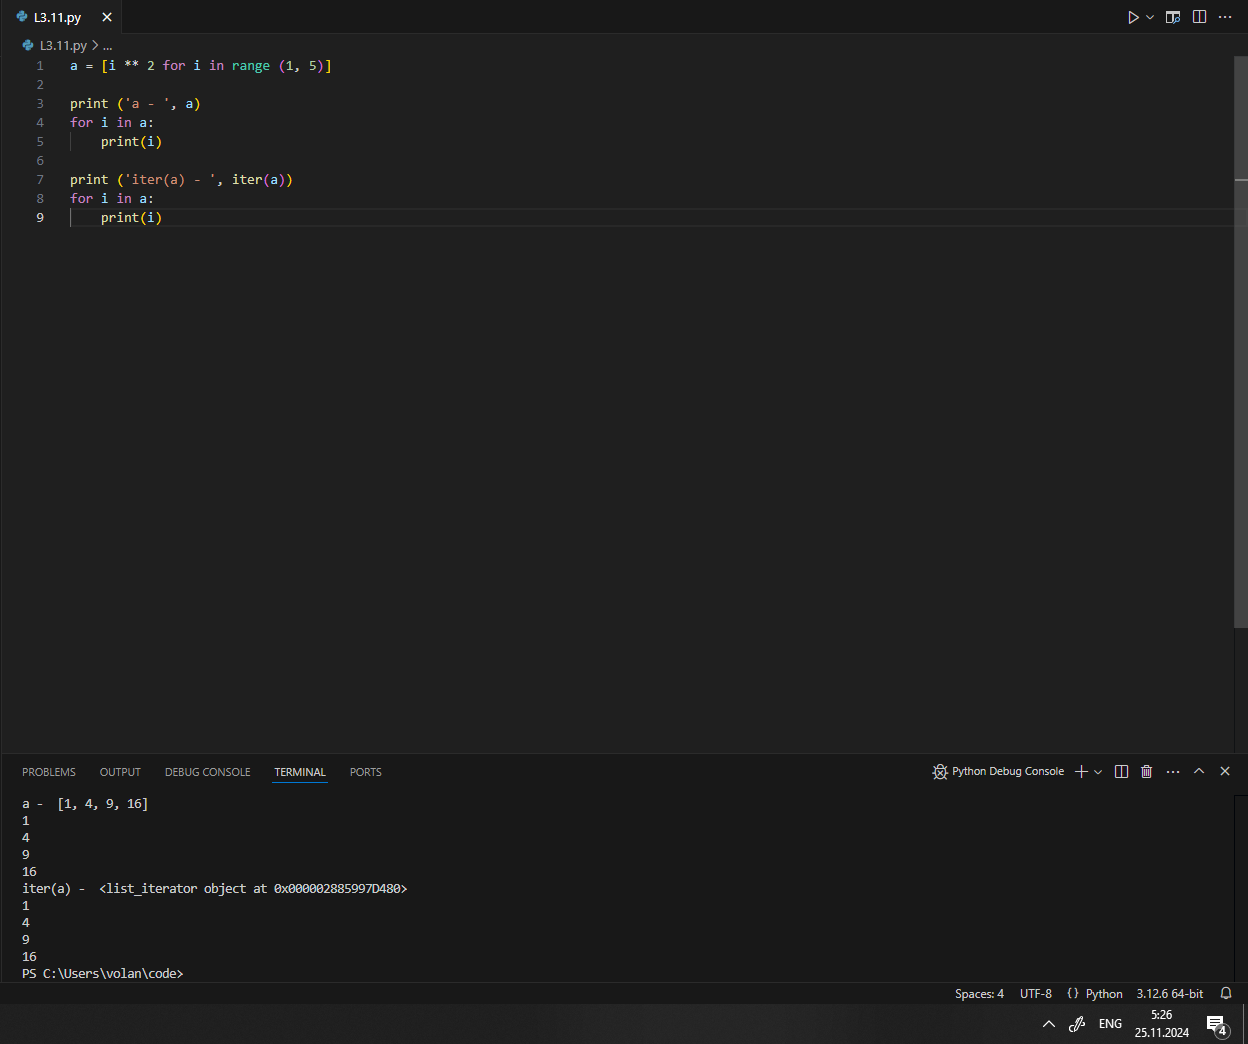 L3.11.py
L3.11.py > ...
1 a = [i ** 2 for i in range (1, 5)]
2
3 print ('a - ', a)
4 for i in a:
5     print(i)
6
7 print ('iter(a) - ', iter(a))
8 for i in a:
9     print(i)
PROBLEMS OUTPUT DEBUG CONSOLE TERMINAL PORTS Python Debug Console
a -  [1, 4, 9, 16]
1
4
9
16
iter(a) -  <list_iterator object at 0x000002885997D480>
1
4
9
16
PS C:\Users\volan\code>
Spaces: 4 UTF-8 {} Python 3.12.6 64-bit
ENG 5:26
25.11.2024
4